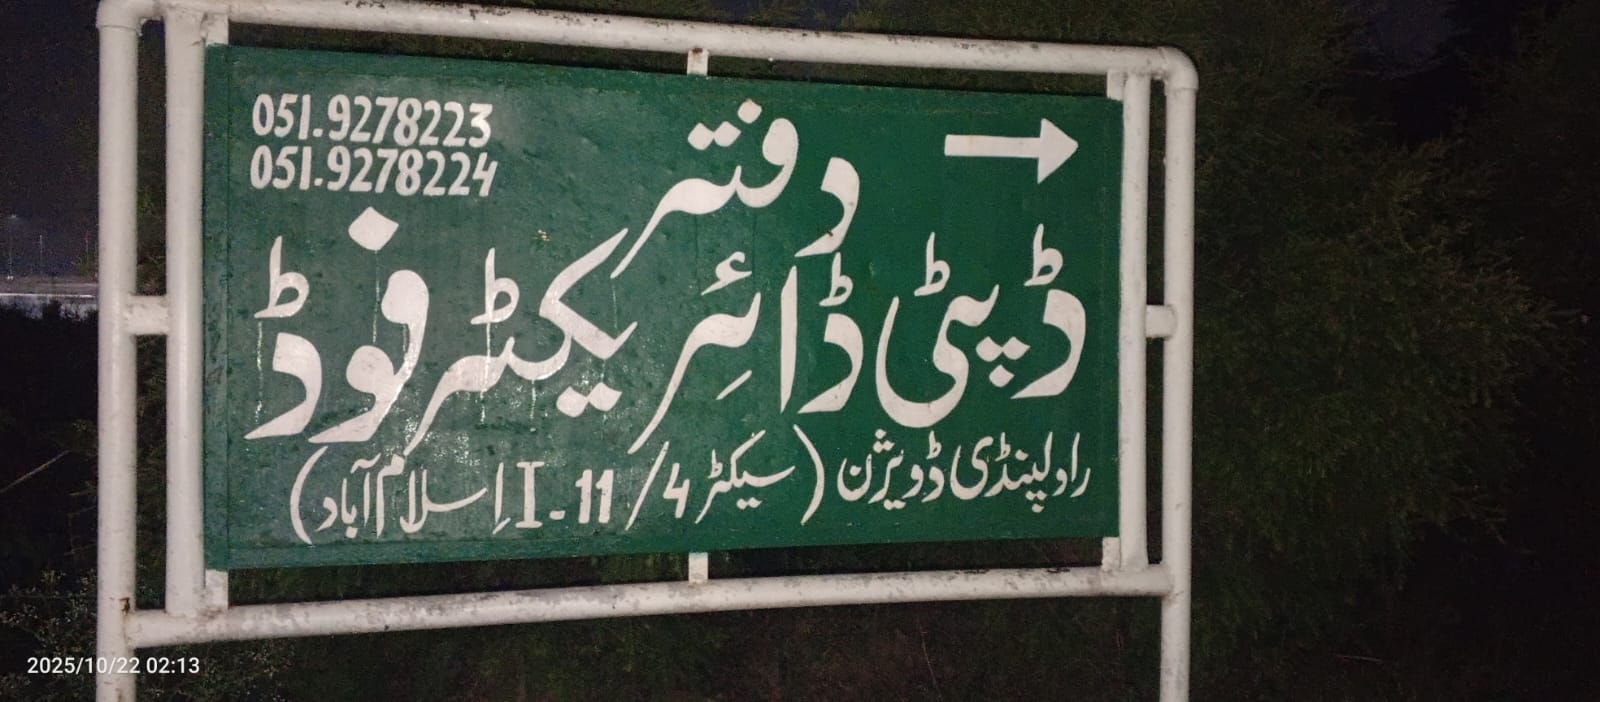 051.9278223
051.9278224
دفتر
ڈپٹی ڈائریکٹر فوڈ
راولپنڈی ڈویژن (سیکٹر 4/11-I اِسلام آباد)
2025/10/22 02:13